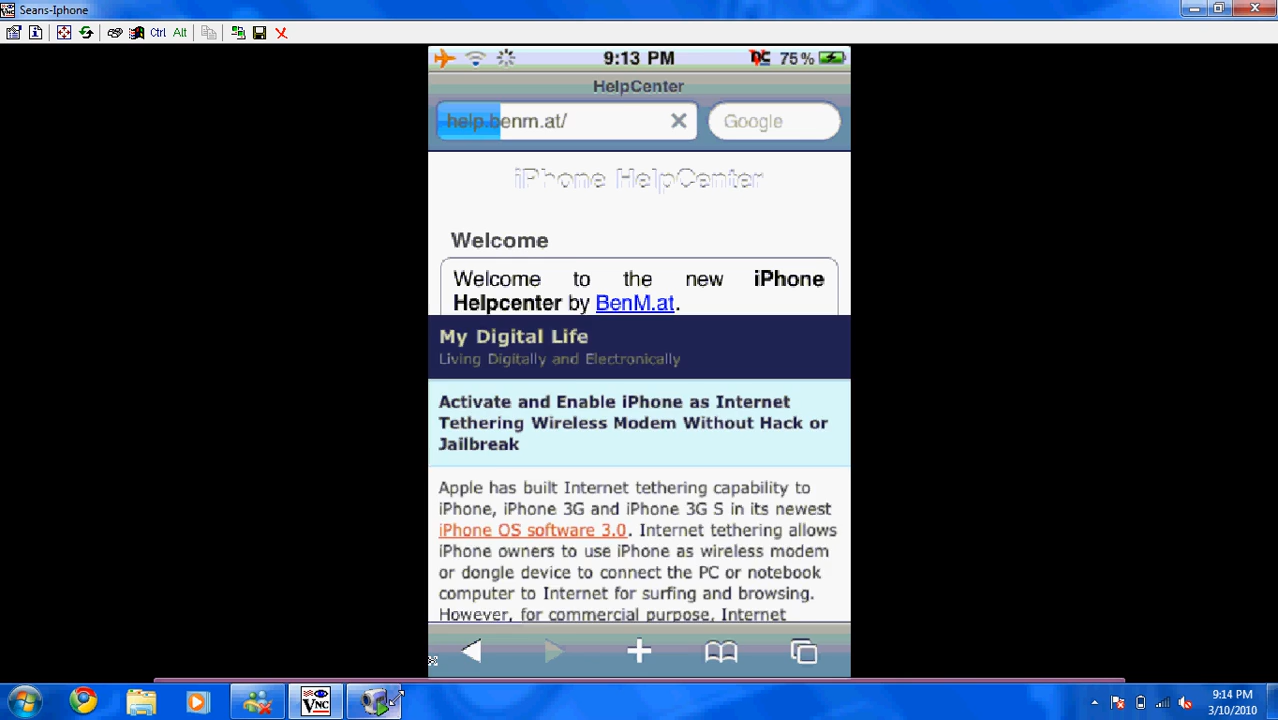 Seans-Iphone
Ctrl Alt
9:13 PM
75%
HelpCenter
help.benm.at/
Google
iPhone HelpCenter
Welcome
Welcome to the new iPhone
Helpcenter by BenM.at.
My Digital Life
Living Digitally and Electronically
Activate and Enable iPhone as Internet
Tethering Wireless Modem Without Hack or
Jailbreak
Apple has built Internet tethering capability to
iPhone, iPhone 3G and iPhone 3G S in its newest
iPhone OS software 3.0. Internet tethering allows
iPhone owners to use iPhone as wireless modem
or dongle device to connect the PC or notebook
computer to Internet for surfing and browsing.
However, for commercial purpose, Internet
9:14 PM
3/10/2010